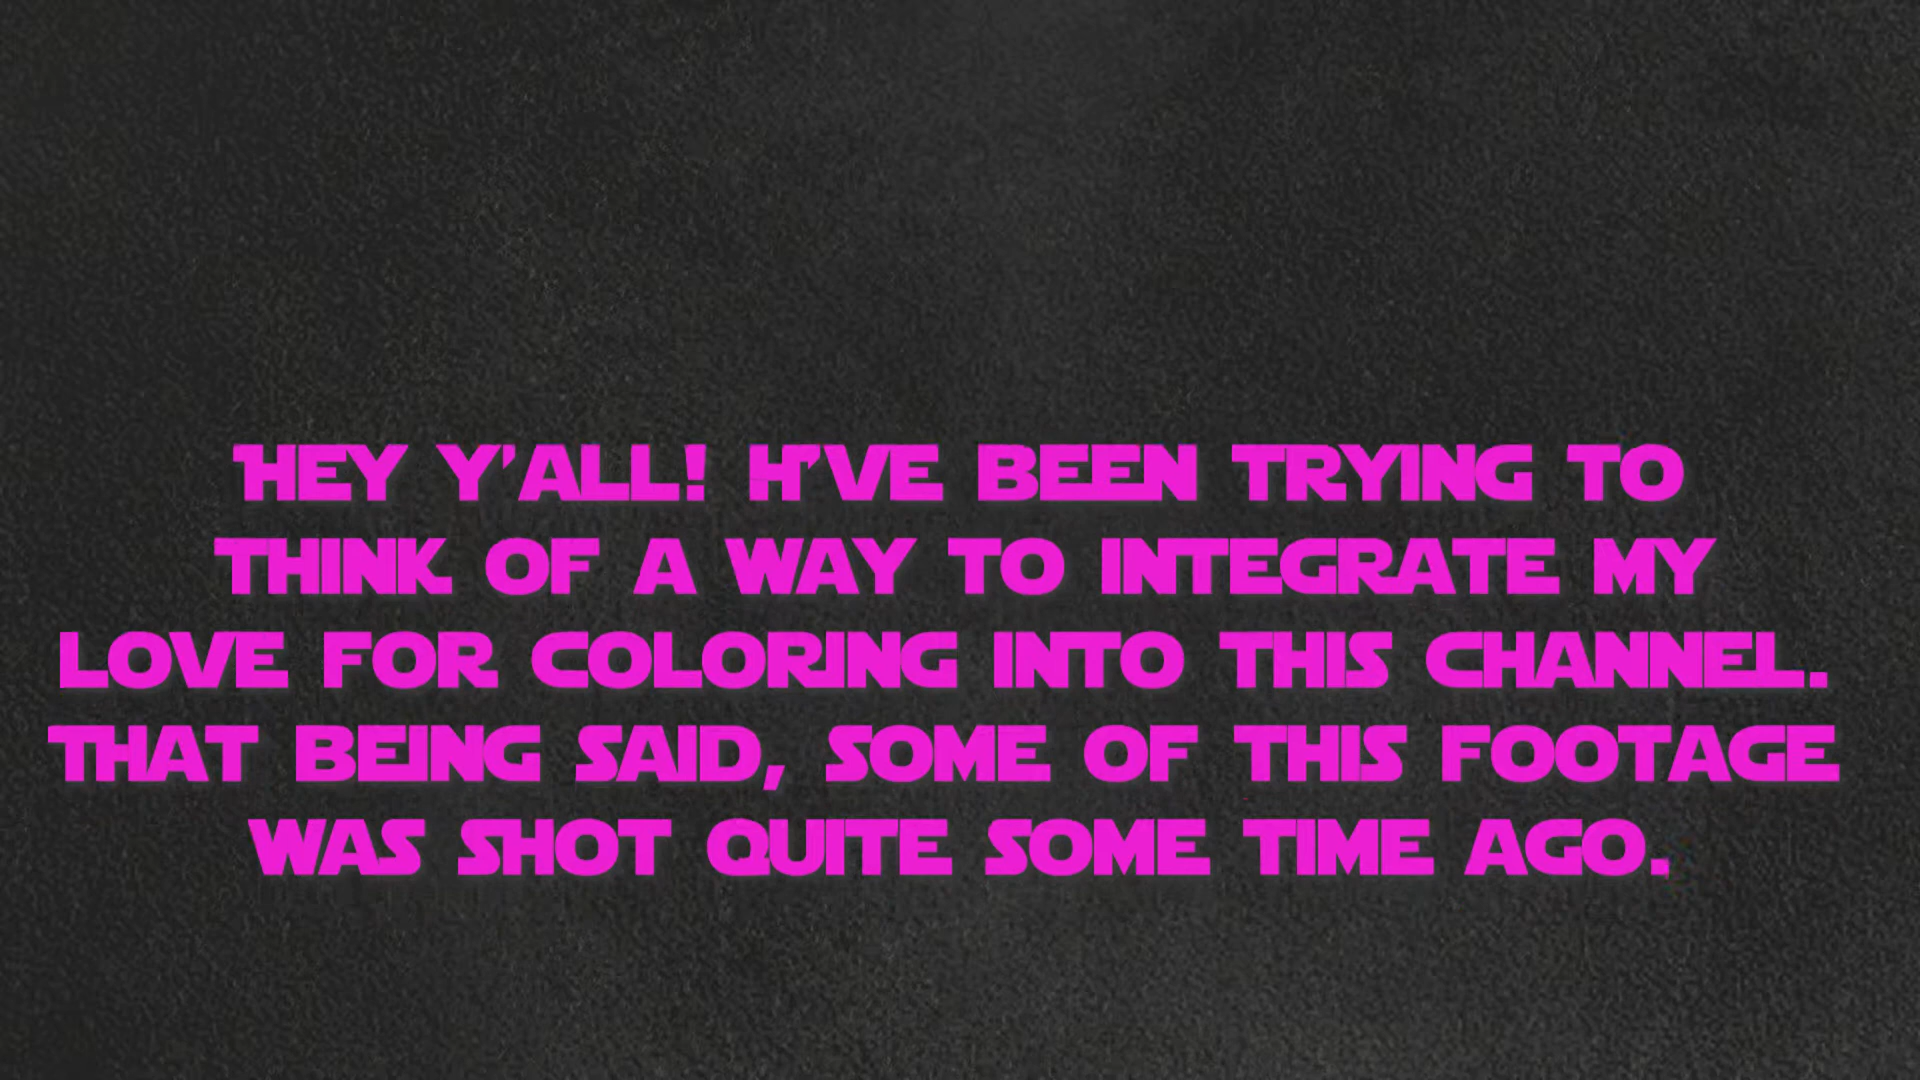 HEY Y'ALL! H'VE BEEN TRYING TO
THINK OF A WAY TO INTEGRATE MY
LOVE FOR COLORING INTO THIS CHANNEL.
THAT BEING SAID, SOME OF THIS FOOTAGE
WAS SHOT QUITE SOME TIME AGO.